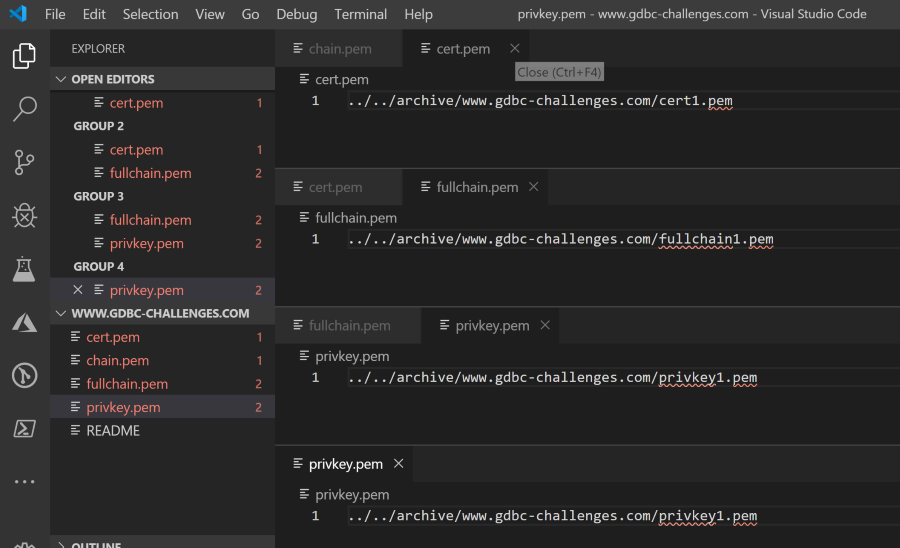 File Edit Selection View Go Debug Terminal Help privkey.pem - www.gdbc-challenges.com - Visual Studio Code
EXPLORER
OPEN EDITORS
cert.pem 1
GROUP 2
cert.pem 1
fullchain.pem 2
GROUP 3
fullchain.pem 2
privkey.pem 2
GROUP 4
privkey.pem 2
WWW.GDBC-CHALLENGES.COM
cert.pem 1
chain.pem 1
fullchain.pem 2
privkey.pem 2
README
OUTLINE
chain.pem cert.pem
Close (Ctrl+F4)
cert.pem
1 ../../archive/www.gdbc-challenges.com/cert1.pem
cert.pem fullchain.pem
fullchain.pem
1 ../../archive/www.gdbc-challenges.com/fullchain1.pem
fullchain.pem privkey.pem
privkey.pem
1 ../../archive/www.gdbc-challenges.com/privkey1.pem
privkey.pem
privkey.pem
1 ../../archive/www.gdbc-challenges.com/privkey1.pem